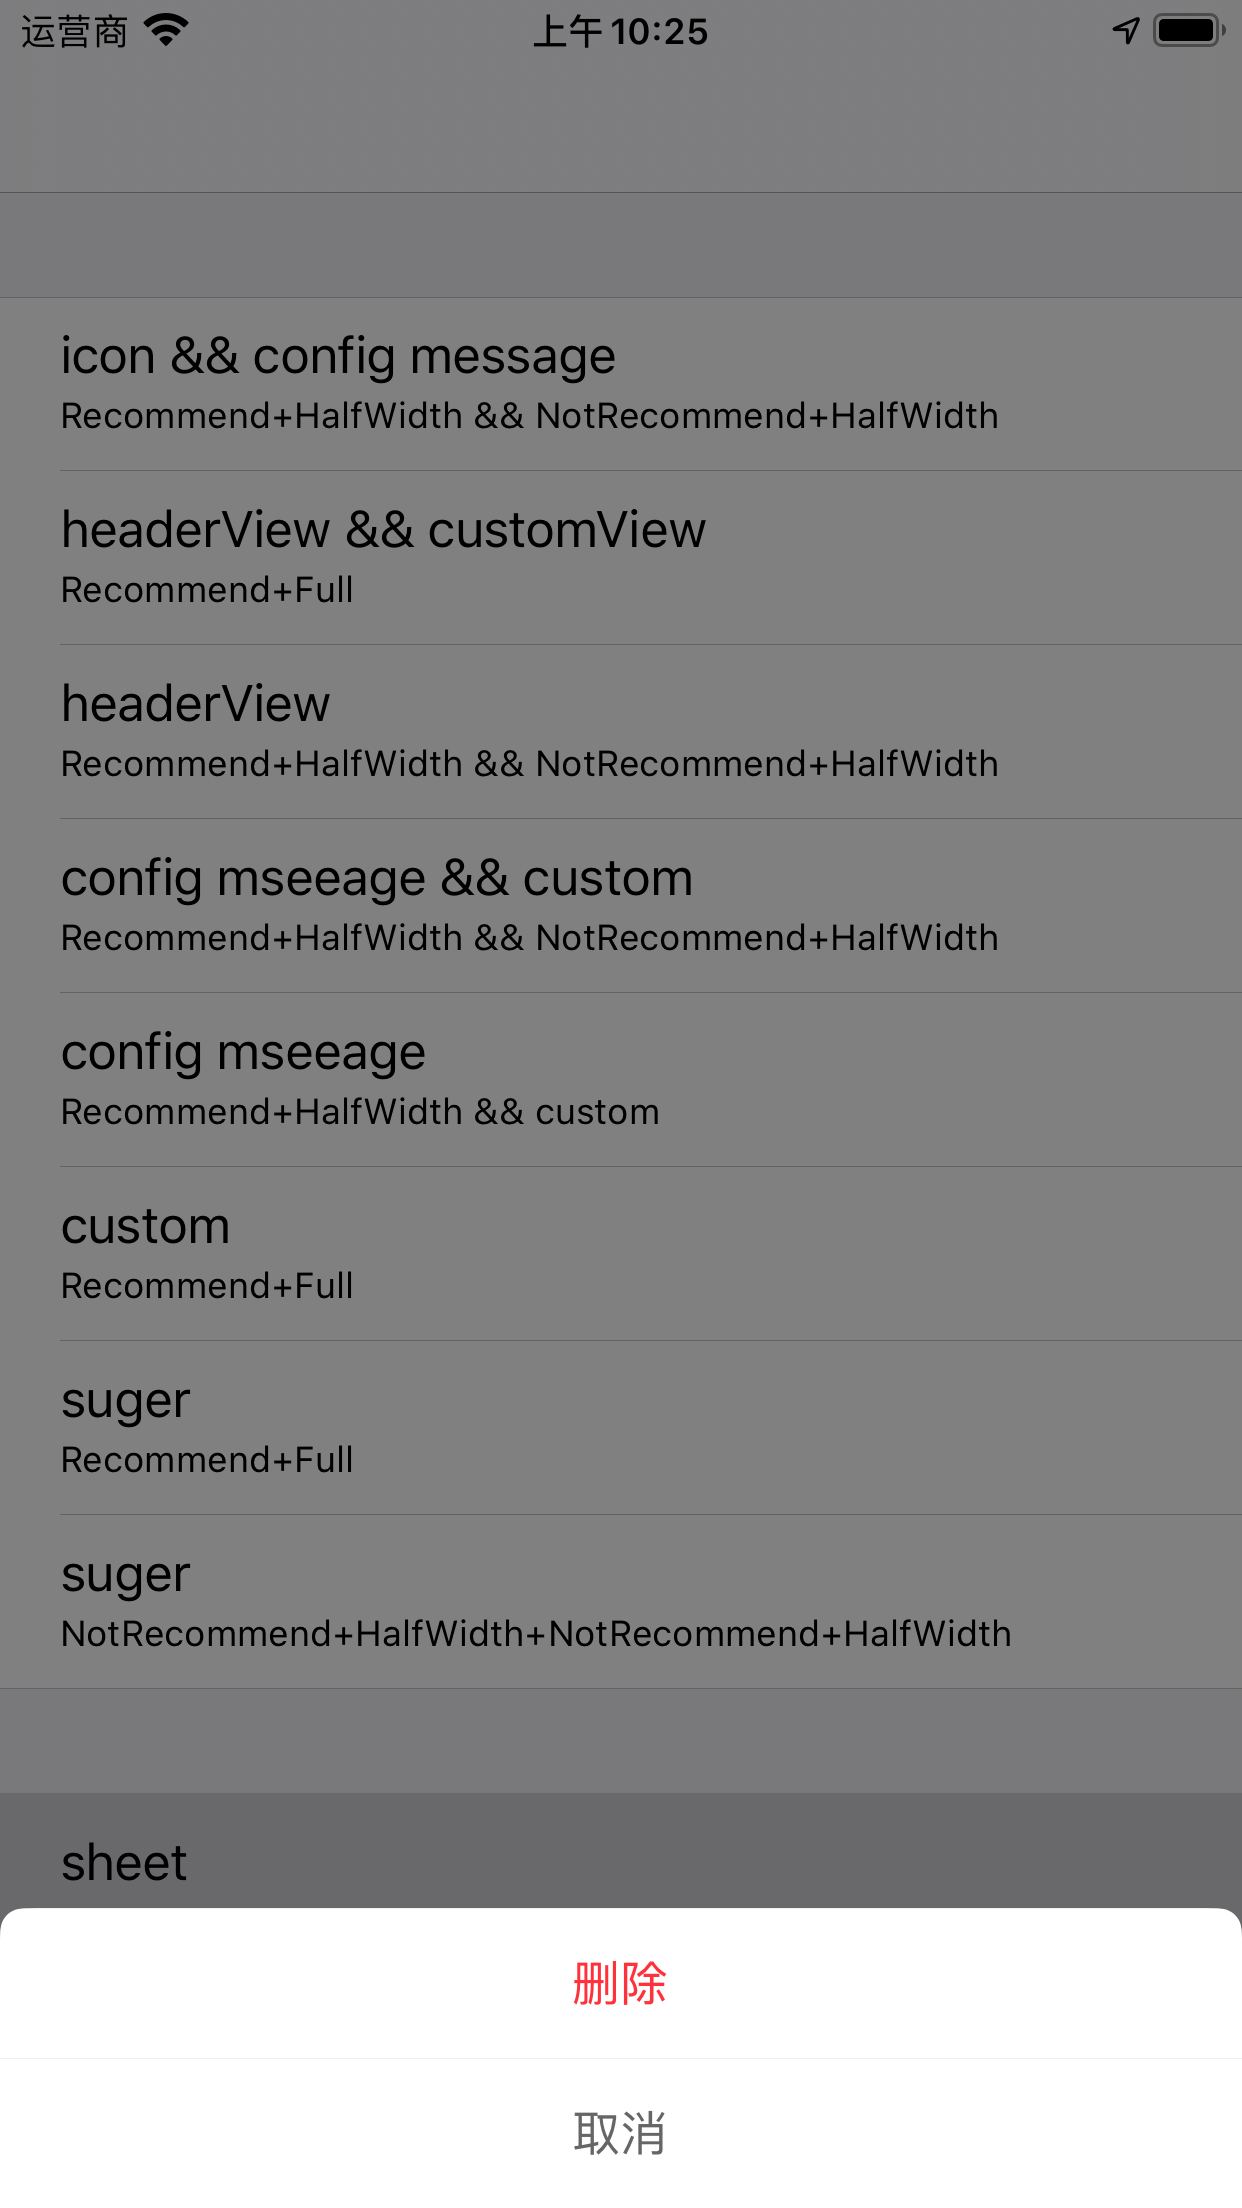 运营商 上午 10:25
icon && config message
Recommend+HalfWidth && NotRecommend+HalfWidth
headerView && customView
Recommend+Full
headerView
Recommend+HalfWidth && NotRecommend+HalfWidth
config mseeage && custom
Recommend+HalfWidth && NotRecommend+HalfWidth
config mseeage
Recommend+HalfWidth && custom
custom
Recommend+Full
suger
Recommend+Full
suger
NotRecommend+HalfWidth+NotRecommend+HalfWidth
sheet
删除
取消